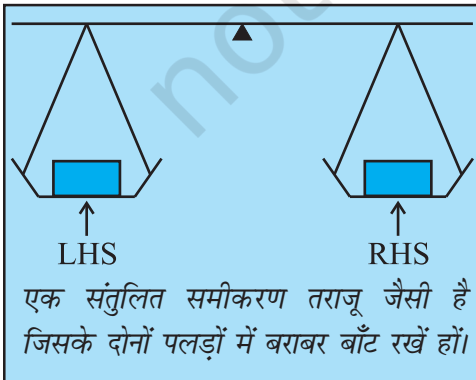 LHS
RHS
एक संतुलित समीकरण तराजू जैसी है
जिसके दोनों पलड़ों में बराबर बाँट रखें हों।